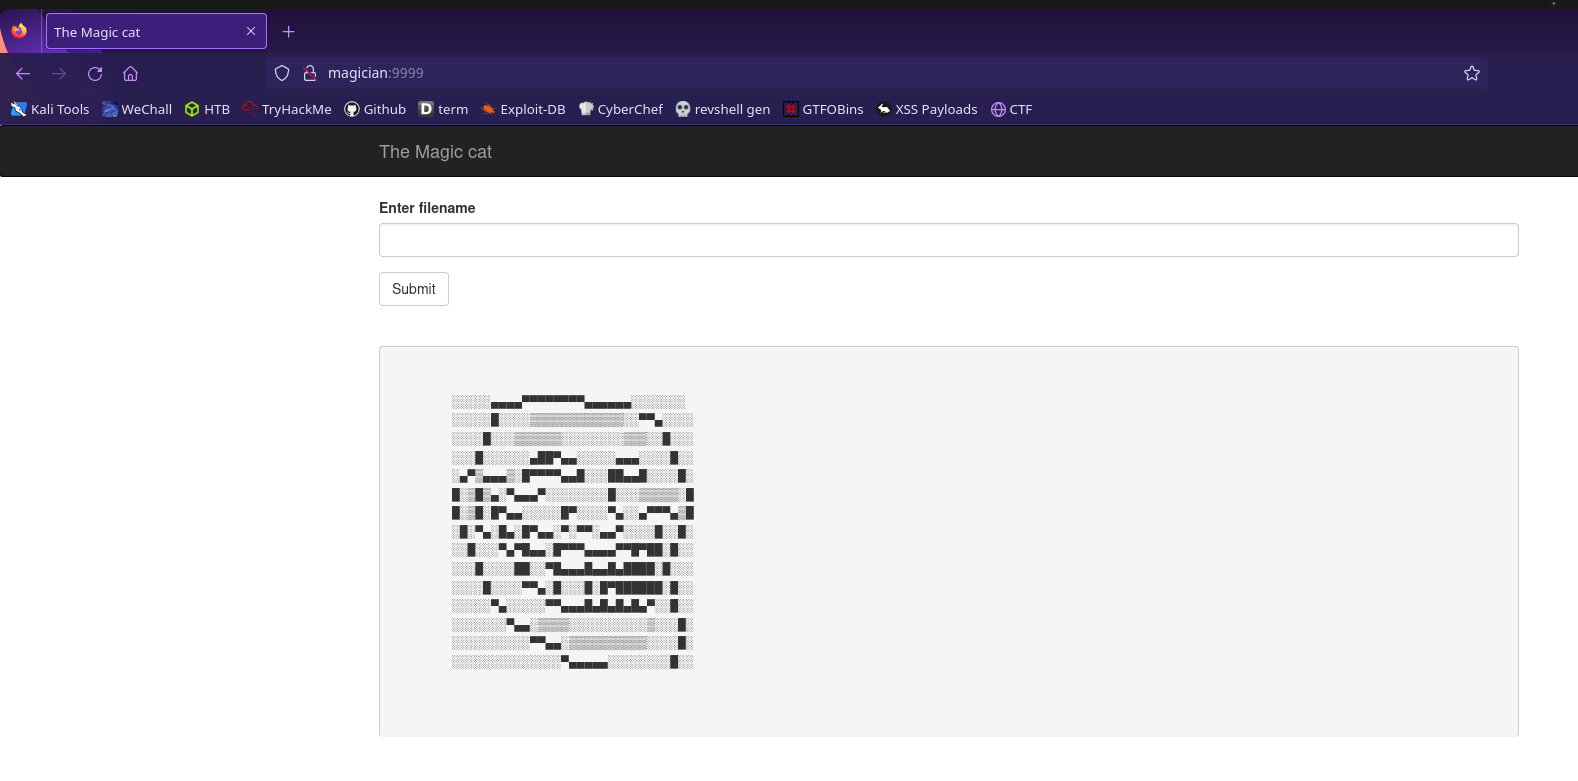 The Magic cat
magician:9999
Kali Tools WeChall HTB TryHackMe Github term Exploit-DB CyberChef revshell gen GTFOBins XSS Payloads CTF
The Magic cat
Enter filename
Submit